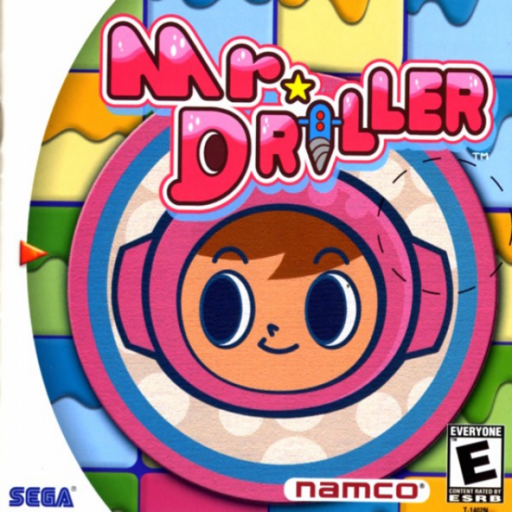 Mr.
DRILLER
TM
SEGA
namco
EVERYONE
E
CONTENT RATED BY
ESRB